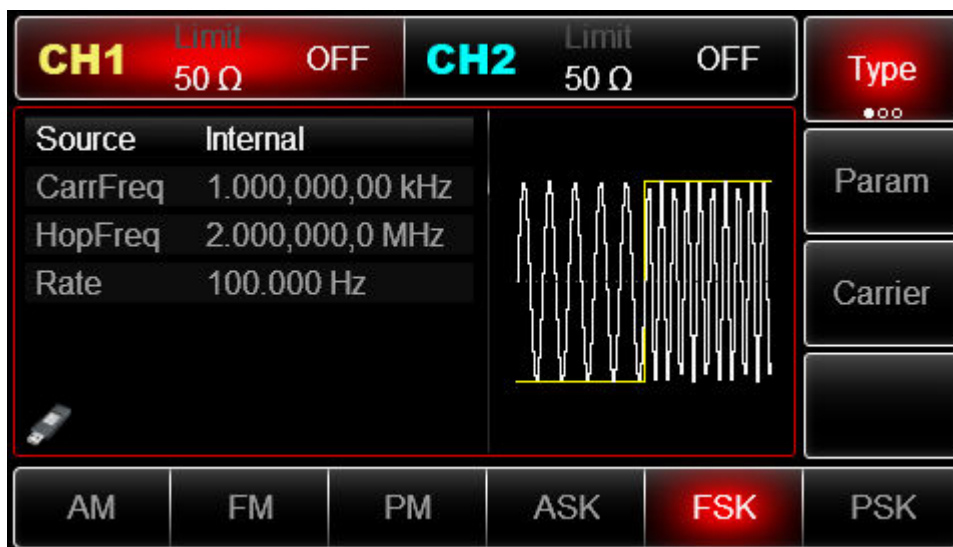 CH1 Limit 50 Ω OFF
CH2 Limit 50 Ω OFF
Type
Source Internal
CarrFreq 1.000,000,00 kHz
HopFreq 2.000,000,0 MHz
Rate 100.000 Hz
Param
Carrier
AM FM PM ASK FSK PSK